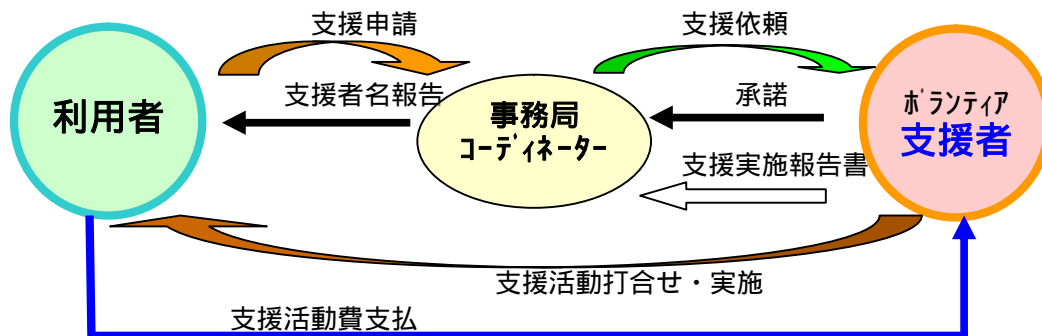 支援申請
支援依頼
利用者
支援者名報告
事務局
ｺｰﾃﾞｨﾈｰﾀｰ
承諾
ﾎﾞﾗﾝﾃｨｱ
支援者
支援実施報告書
支援活動打合せ・実施
支援活動費支払